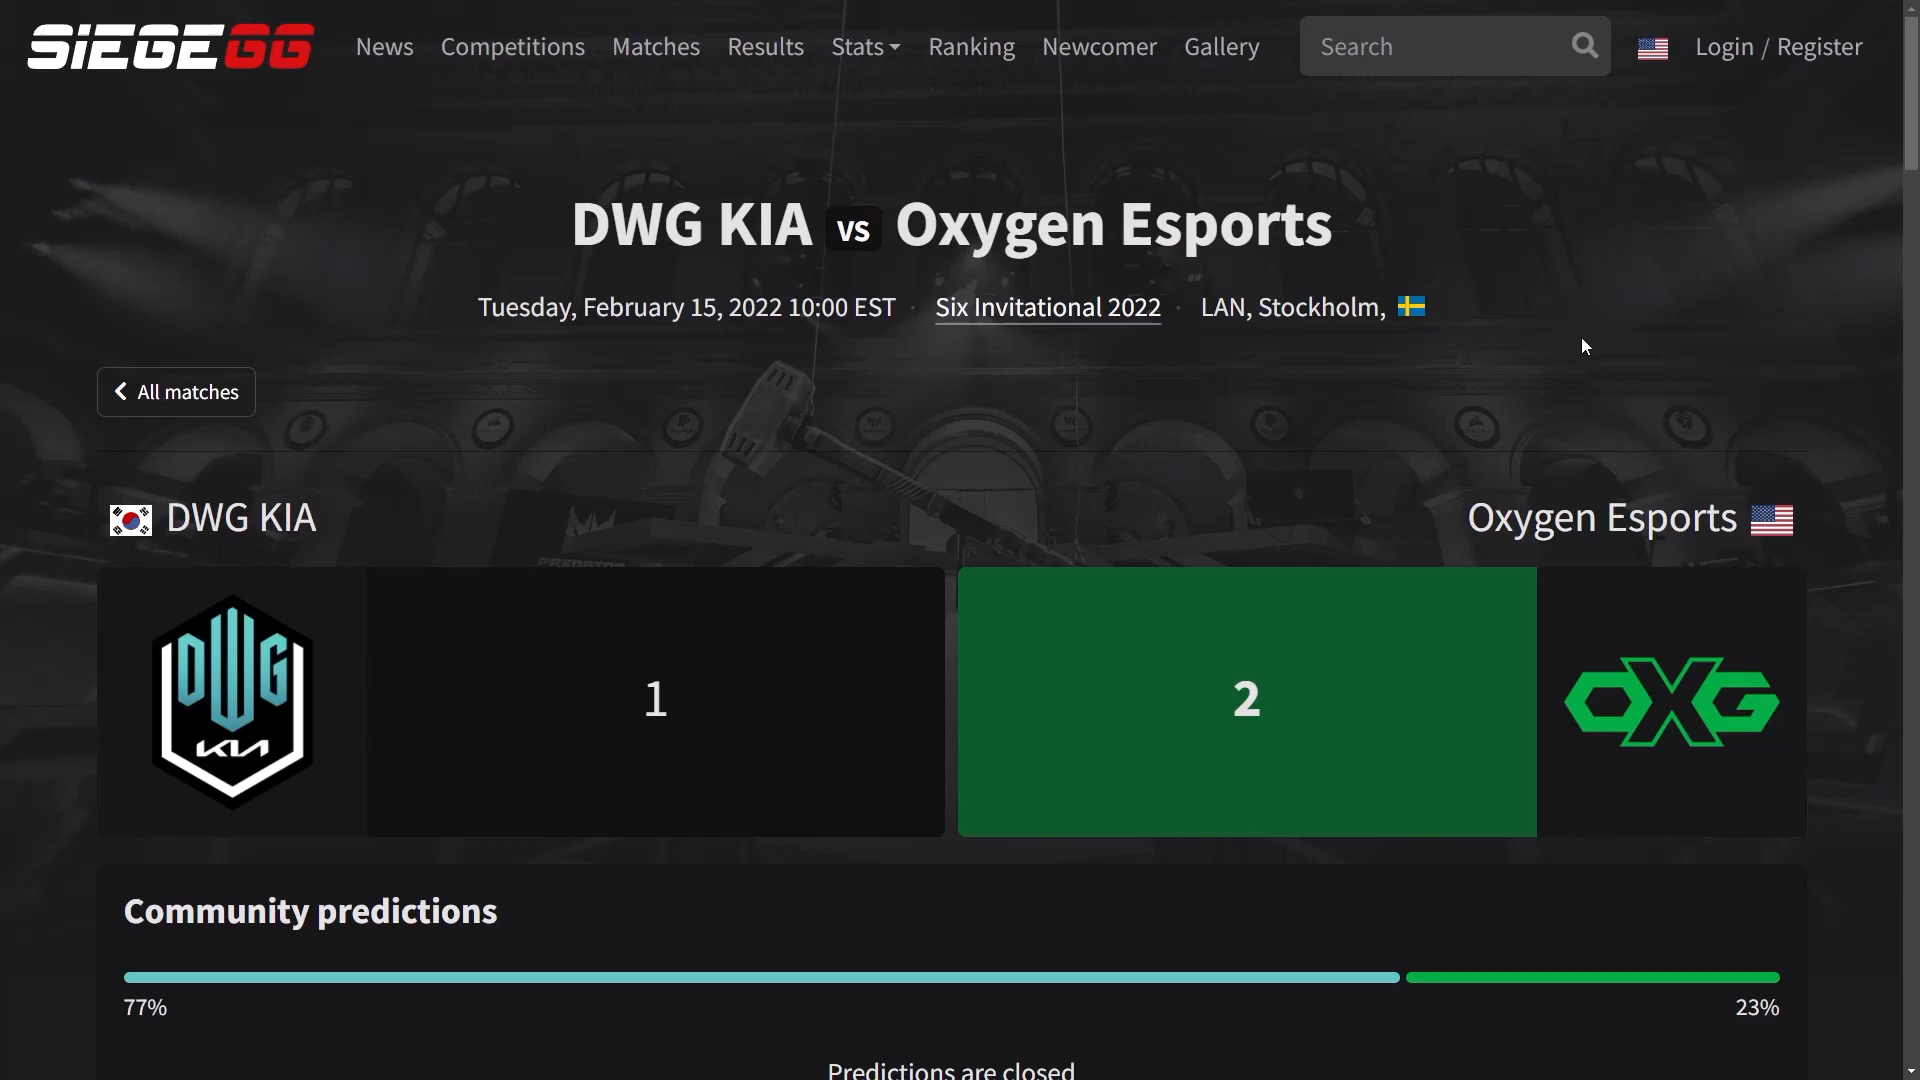 SIEGEGG News Competitions Matches Results Stats Ranking Newcomer Gallery Search Login / Register
DWG KIA vs Oxygen Esports
Tuesday, February 15, 2022 10:00 EST · Six Invitational 2022 · LAN, Stockholm,
All matches
DWG KIA
Oxygen Esports
DWG
KIA
1
2
OXG
Community predictions
77%
23%
Predictions are closed